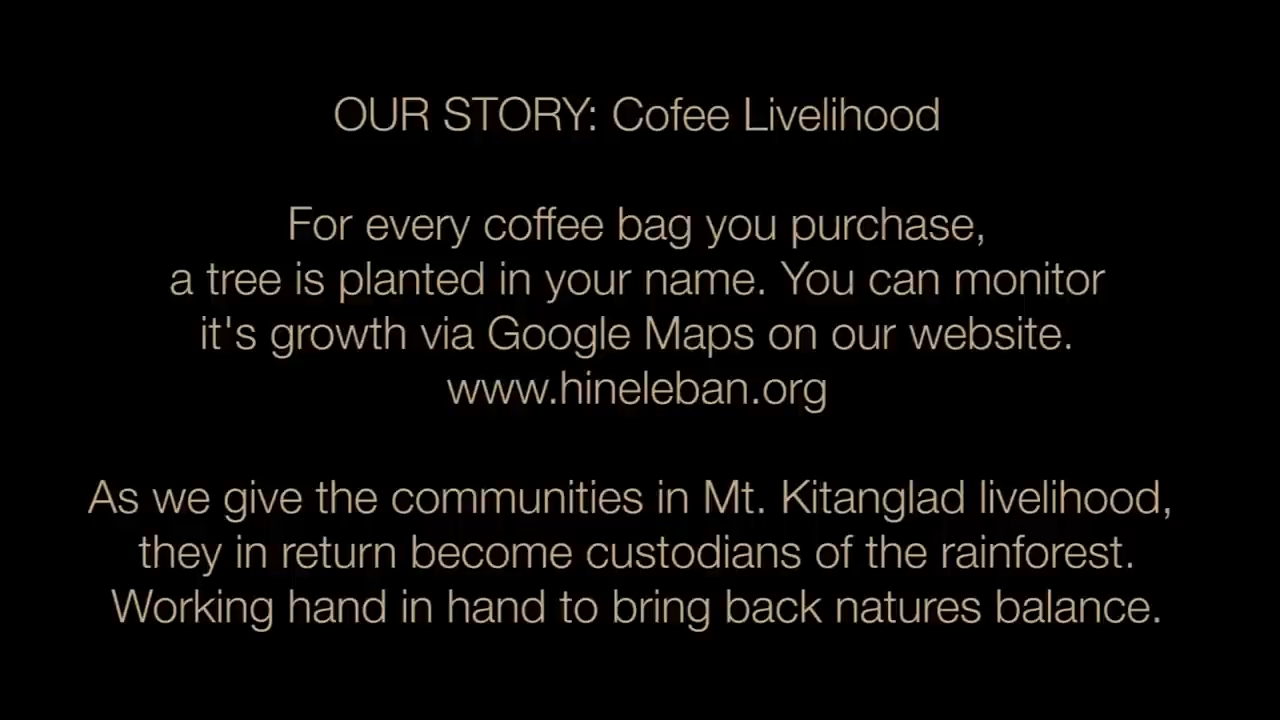 OUR STORY: Cofee Livelihood
For every coffee bag you purchase,
a tree is planted in your name. You can monitor
it's growth via Google Maps on our website.
www.hineleban.org
As we give the communities in Mt. Kitanglad livelihood,
they in return become custodians of the rainforest.
Working hand in hand to bring back natures balance.